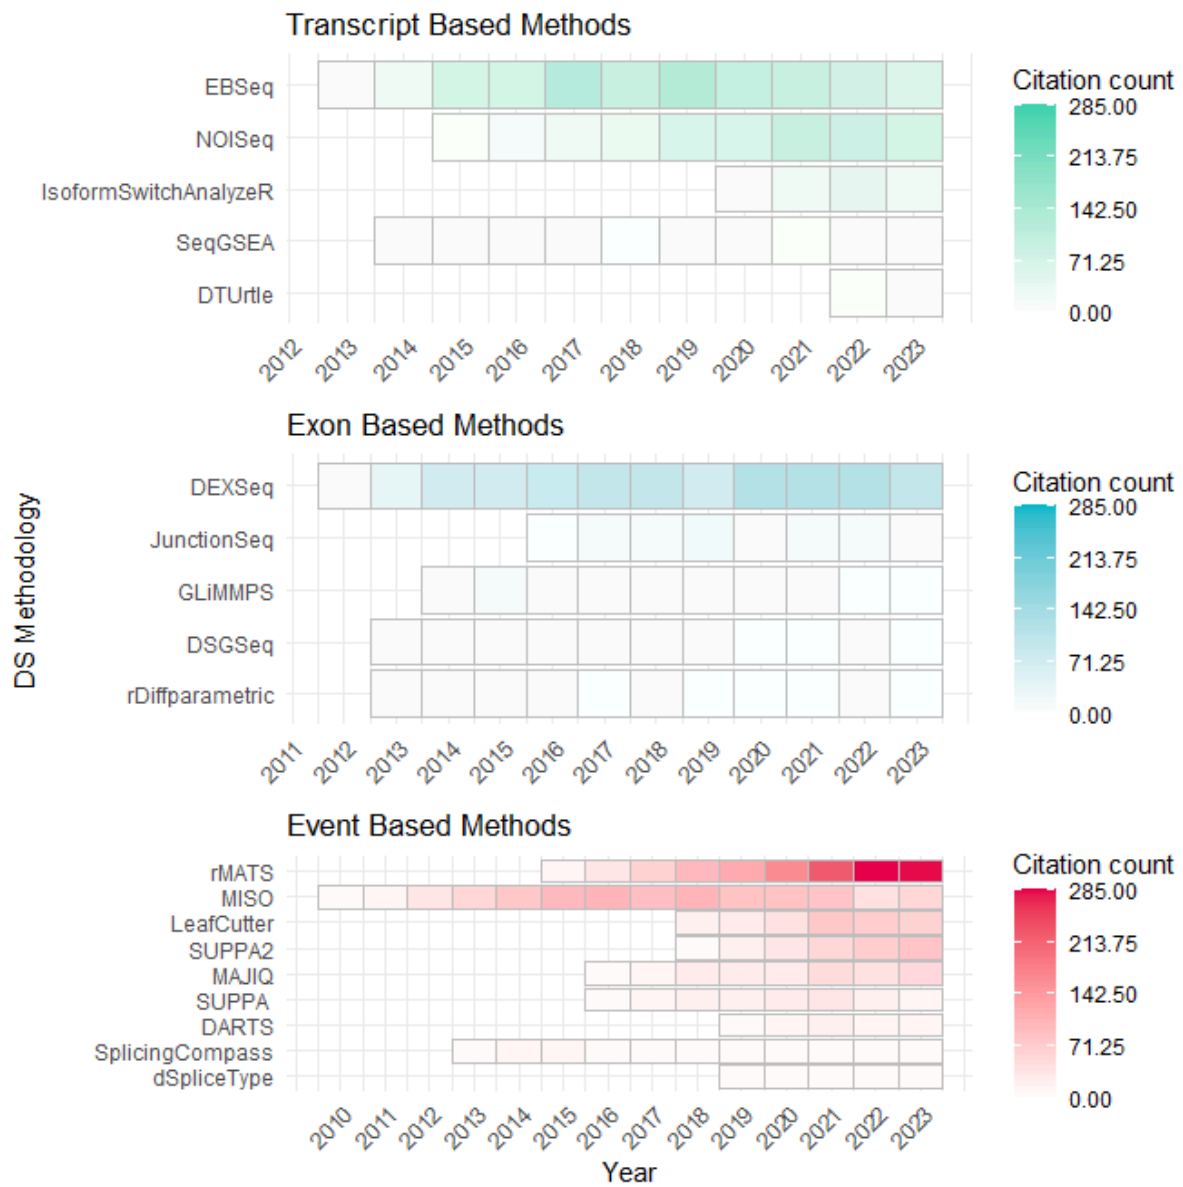 Transcript Based Methods
EBSeq
NOISeq
IsoformSwitchAnalyzeR
SeqGSEA
DTUrtle
2012 2013 2014 2015 2016 2017 2018 2019 2020 2021 2022 2023
Citation count
285.00
213.75
142.50
71.25
0.00
DS Methodology
Exon Based Methods
DEXSeq
JunctionSeq
GLiMMPS
DSGSeq
rDiffparametric
2011 2012 2013 2014 2015 2016 2017 2018 2019 2020 2021 2022 2023
Citation count
285.00
213.75
142.50
71.25
0.00
Event Based Methods
rMATS
MISO
LeafCutter
SUPPA2
MAJIQ
SUPPA
DARTS
SplicingCompass
dSpliceType
2010 2011 2012 2013 2014 2015 2016 2017 2018 2019 2020 2021 2022 2023
Year
Citation count
285.00
213.75
142.50
71.25
0.00